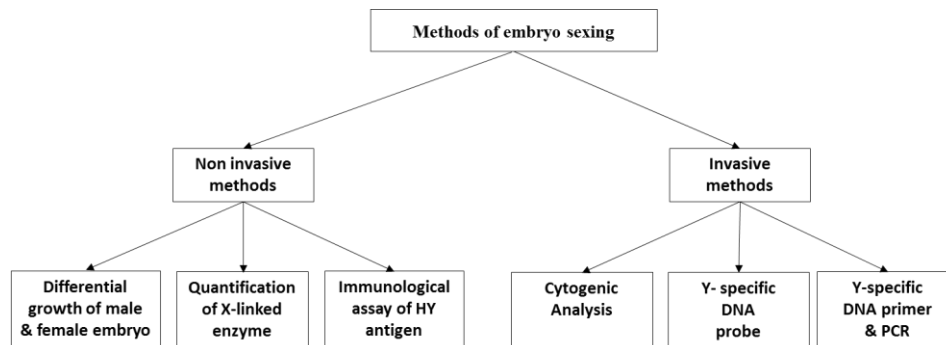 Methods of embryo sexing
Non invasive
methods
Invasive
methods
Differential
growth of male
& female embryo
Quantification
of X-linked
enzyme
Immunological
assay of HY
antigen
Cytogenic
Analysis
Y- specific
DNA
probe
Y-specific
DNA primer
& PCR